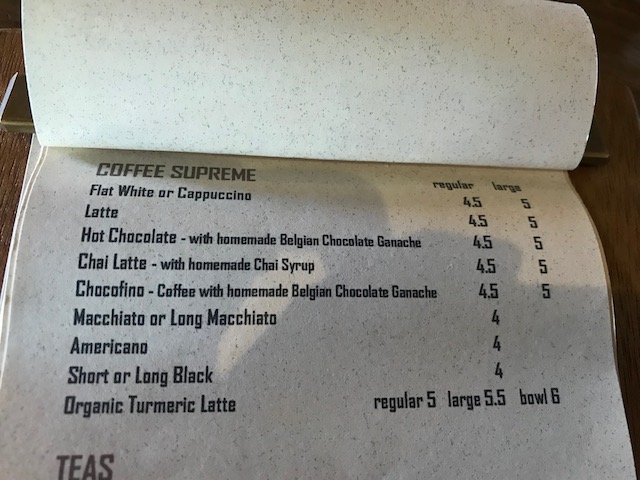 COFFEE SUPREME regular large
Flat White or Cappuccino 4.5 5
Latte 4.5 5
Hot Chocolate - with homemade Belgian Chocolate Ganache 4.5 5
Chai Latte - with homemade Chai Syrup 4.5 5
Chocofino - Coffee with homemade Belgian Chocolate Ganache 4.5 5
Macchiato or Long Macchiato 4
Americano 4
Short or Long Black 4
Organic Turmeric Latte regular 5 large 5.5 bowl 6
TEAS